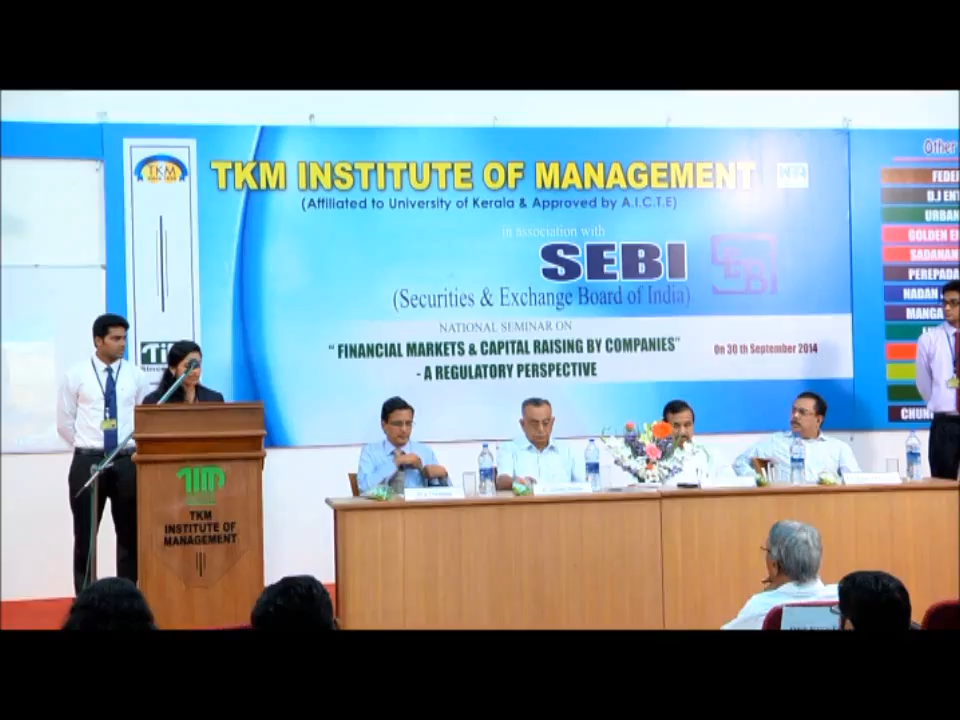 TKM
TKM INSTITUTE OF MANAGEMENT
(Affiliated to University of Kerala & Approved by A.I.C.T.E)
in association with
SEBI
(Securities & Exchange Board of India)
NATIONAL SEMINAR ON
“ FINANCIAL MARKETS & CAPITAL RAISING BY COMPANIES”
- A REGULATORY PERSPECTIVE
On 30 th September 2014
Other
FEDE
D.J ENT
URBAN
GOLDEN E
SADANAN
PEREPADA
NADAN
MANGA
CHUN
TIM
TKM
INSTITUTE OF
MANAGEMENT